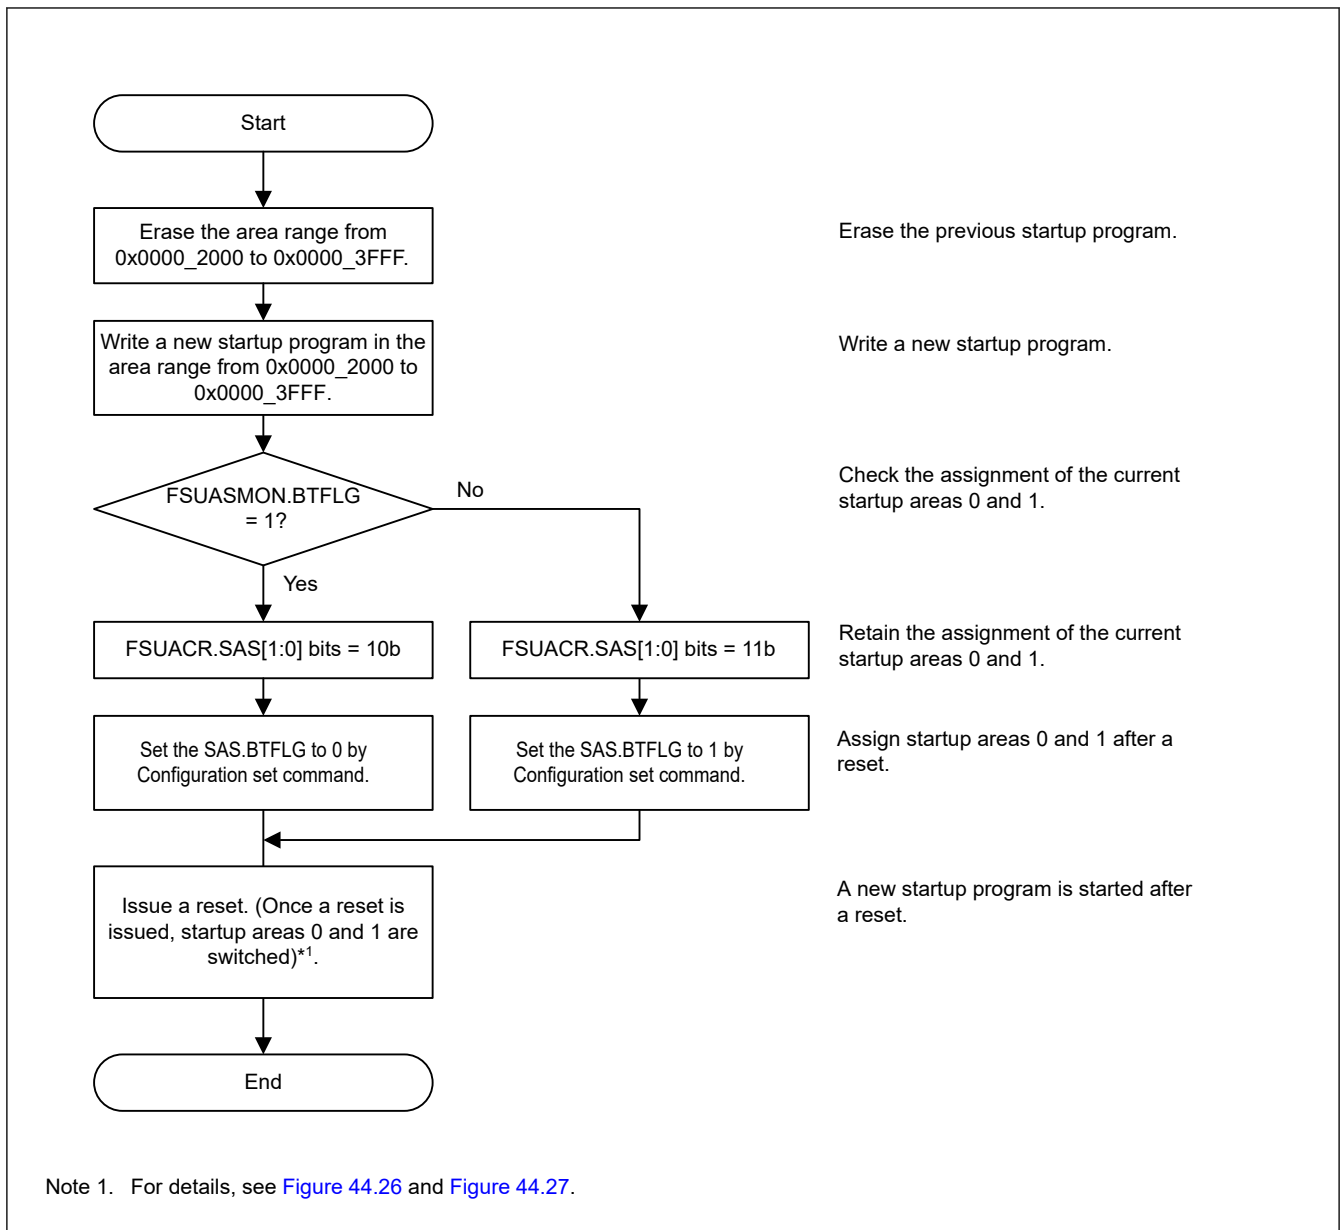 Start
Erase the area range from
0x0000_2000 to 0x0000_3FFF.
Erase the previous startup program.
Write a new startup program in the
area range from 0x0000_2000 to
0x0000_3FFF.
Write a new startup program.
FSUASMON.BTFLG
= 1?
No
Yes
Check the assignment of the current
startup areas 0 and 1.
FSUACR.SAS[1:0] bits = 10b
FSUACR.SAS[1:0] bits = 11b
Retain the assignment of the current
startup areas 0 and 1.
Set the SAS.BTFLG to 0 by
Configuration set command.
Set the SAS.BTFLG to 1 by
Configuration set command.
Assign startup areas 0 and 1 after a
reset.
Issue a reset. (Once a reset is
issued, startup areas 0 and 1 are
switched)*1.
A new startup program is started after
a reset.
End
Note 1. For details, see Figure 44.26 and Figure 44.27.